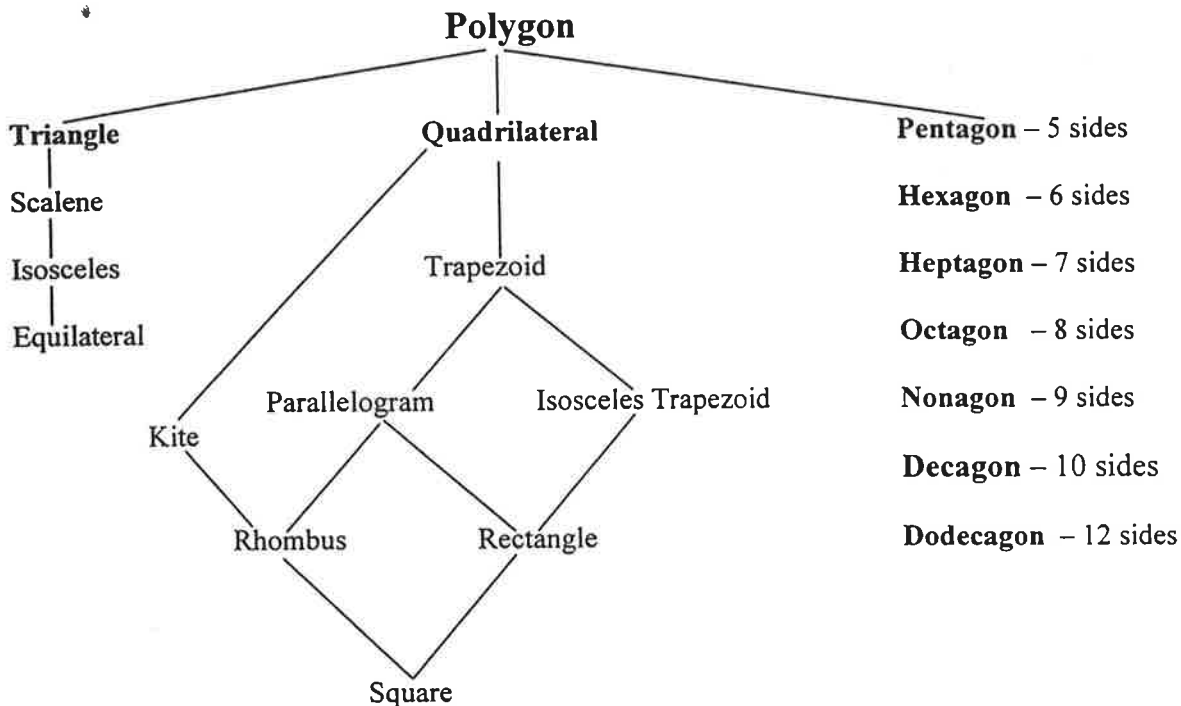 Polygon
Triangle
Quadrilateral
Pentagon – 5 sides
Scalene
Hexagon – 6 sides
Isosceles
Trapezoid
Heptagon – 7 sides
Equilateral
Octagon – 8 sides
Parallelogram
Isosceles Trapezoid
Nonagon – 9 sides
Kite
Decagon – 10 sides
Rhombus
Rectangle
Dodecagon – 12 sides
Square